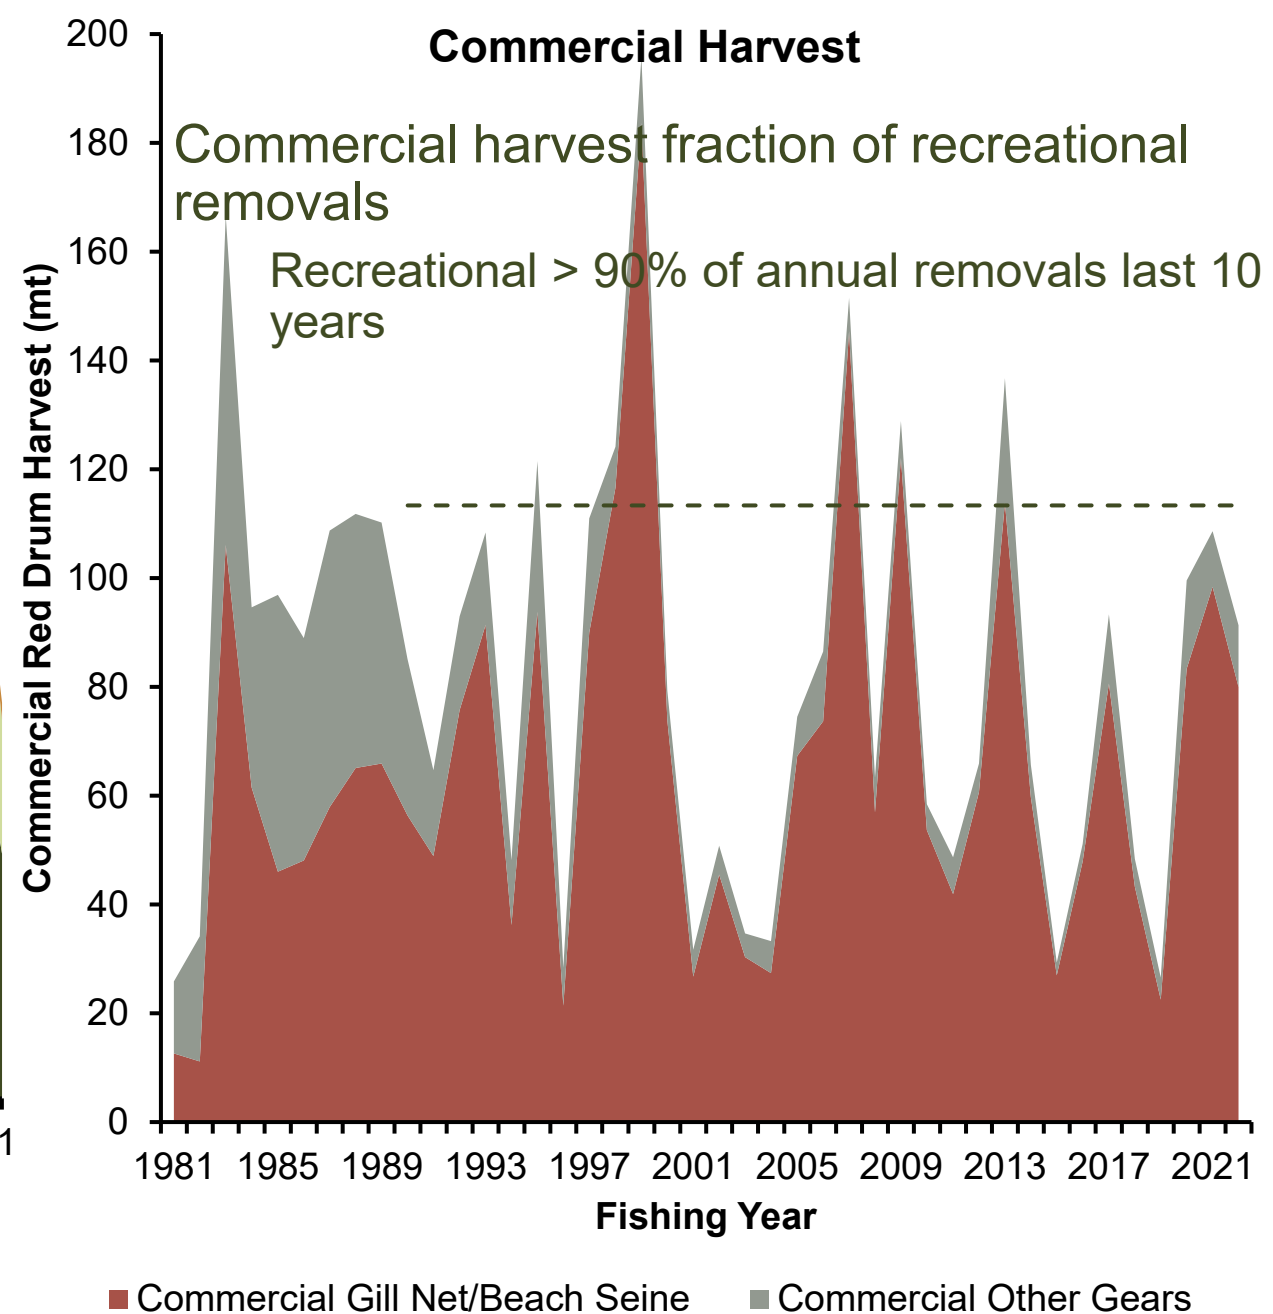 Commercial Harvest
Commercial harvest fraction of recreational
removals
Recreational > 90% of annual removals last 10
years
Commercial Red Drum Harvest (mt)
200
180
160
140
120
100
80
60
40
20
0
1
1981 1985 1989 1993 1997 2001 2005 2009 2013 2017 2021
Fishing Year
Commercial Gill Net/Beach Seine Commercial Other Gears